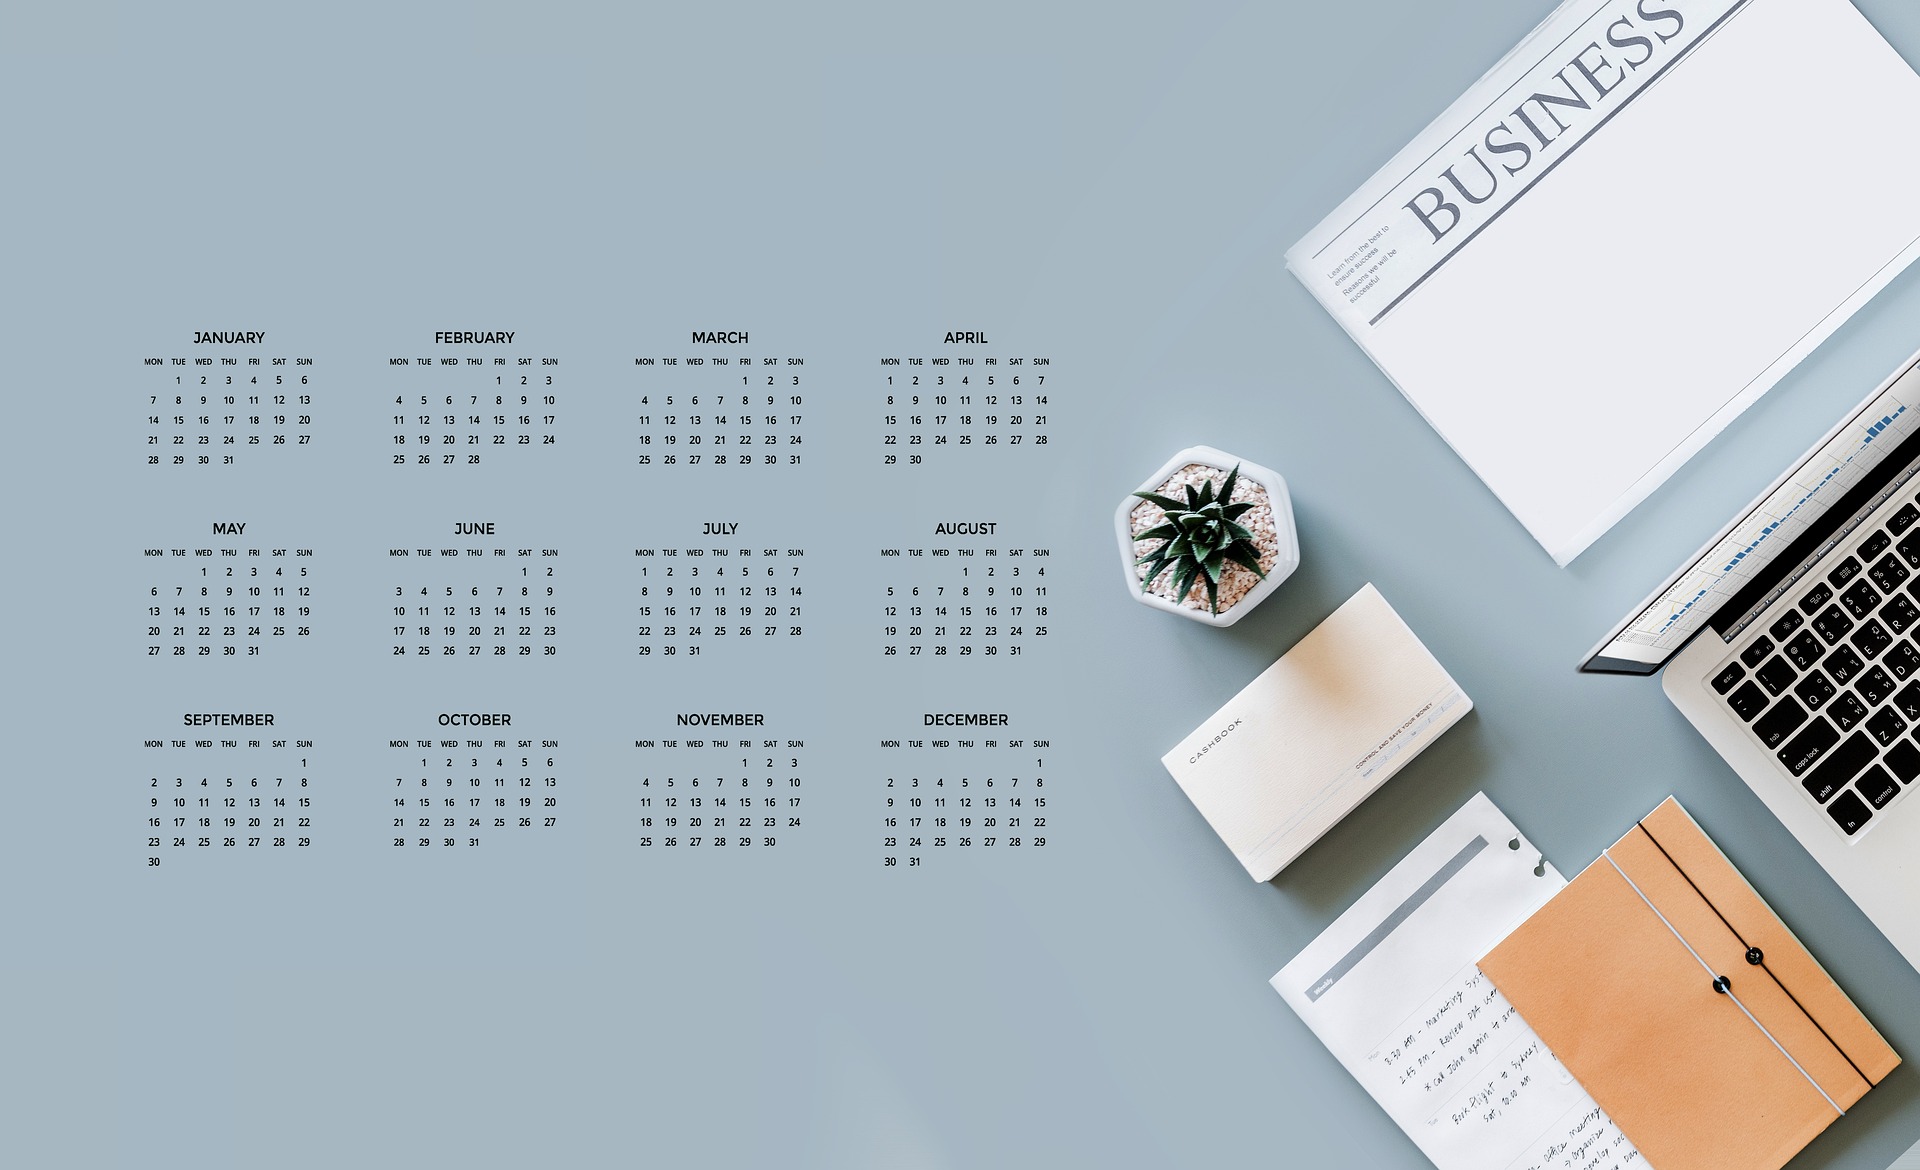 JANUARY
MON TUE WED THU FRI SAT SUN
1 2 3 4 5 6
7 8 9 10 11 12 13
14 15 16 17 18 19 20
21 22 23 24 25 26 27
28 29 30 31
FEBRUARY
MON TUE WED THU FRI SAT SUN
1 2 3
4 5 6 7 8 9 10
11 12 13 14 15 16 17
18 19 20 21 22 23 24
25 26 27 28
MARCH
MON TUE WED THU FRI SAT SUN
1 2 3
4 5 6 7 8 9 10
11 12 13 14 15 16 17
18 19 20 21 22 23 24
25 26 27 28 29 30 31
APRIL
MON TUE WED THU FRI SAT SUN
1 2 3 4 5 6 7
8 9 10 11 12 13 14
15 16 17 18 19 20 21
22 23 24 25 26 27 28
29 30
MAY
MON TUE WED THU FRI SAT SUN
1 2 3 4 5
6 7 8 9 10 11 12
13 14 15 16 17 18 19
20 21 22 23 24 25 26
27 28 29 30 31
JUNE
MON TUE WED THU FRI SAT SUN
1 2
3 4 5 6 7 8 9
10 11 12 13 14 15 16
17 18 19 20 21 22 23
24 25 26 27 28 29 30
JULY
MON TUE WED THU FRI SAT SUN
1 2 3 4 5 6 7
8 9 10 11 12 13 14
15 16 17 18 19 20 21
22 23 24 25 26 27 28
29 30 31
AUGUST
MON TUE WED THU FRI SAT SUN
1 2 3 4
5 6 7 8 9 10 11
12 13 14 15 16 17 18
19 20 21 22 23 24 25
26 27 28 29 30 31
SEPTEMBER
MON TUE WED THU FRI SAT SUN
1
2 3 4 5 6 7 8
9 10 11 12 13 14 15
16 17 18 19 20 21 22
23 24 25 26 27 28 29
30
OCTOBER
MON TUE WED THU FRI SAT SUN
1 2 3 4 5 6
7 8 9 10 11 12 13
14 15 16 17 18 19 20
21 22 23 24 25 26 27
28 29 30 31
NOVEMBER
MON TUE WED THU FRI SAT SUN
1 2 3
4 5 6 7 8 9 10
11 12 13 14 15 16 17
18 19 20 21 22 23 24
25 26 27 28 29 30
DECEMBER
MON TUE WED THU FRI SAT SUN
1
2 3 4 5 6 7 8
9 10 11 12 13 14 15
16 17 18 19 20 21 22
23 24 25 26 27 28 29
30 31
BUSINESS
Learn from the best to
ensure success
Reasons we will be
successful
CASHBOOK
CONTROL AND SAVE YOUR MONEY
esc
tab
caps lock
shift
fn
control
Q W E R
A S D
Z X
Weekly
Mon
3.30 AM - Marketing
2.45 PM - Review
* call John again to
Tue
Book flight to Sydney
Sat, 10.00 AM
office meeting